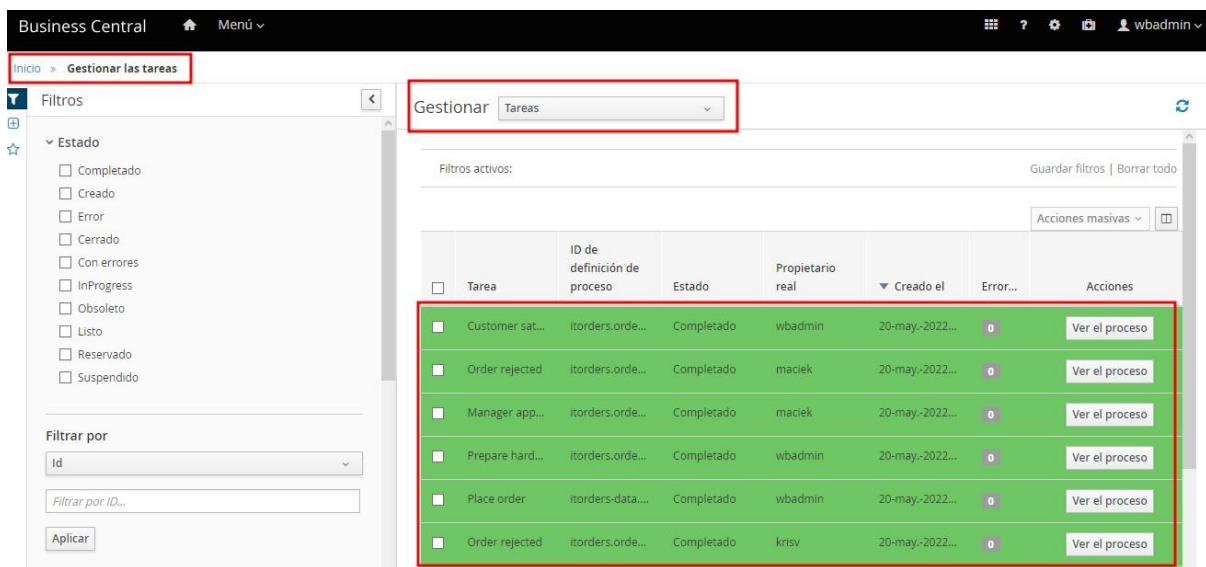 Business Central Menú ? wbadmin
Inicio » Gestionar las tareas
Filtros
Estado
Completado
Creado
Error
Cerrado
Con errores
InProgress
Obsoleto
Listo
Reservado
Suspendido
Filtrar por
Id
Filtrar por ID...
Aplicar
Gestionar Tareas
Filtros activos: Guardar filtros | Borrar todo
Acciones masivas
Tarea ID de definición de proceso Estado Propietario real Creado el Error... Acciones
Customer sat... itorders.orde... Completado wbadmin 20-may.-2022... 0 Ver el proceso
Order rejected itorders.orde... Completado maciek 20-may.-2022... 0 Ver el proceso
Manager app... itorders.orde... Completado maciek 20-may.-2022... 0 Ver el proceso
Prepare hard... itorders.orde... Completado wbadmin 20-may.-2022... 0 Ver el proceso
Place order itorders-data.... Completado wbadmin 20-may.-2022... 0 Ver el proceso
Order rejected itorders.orde... Completado krisv 20-may.-2022... 0 Ver el proceso